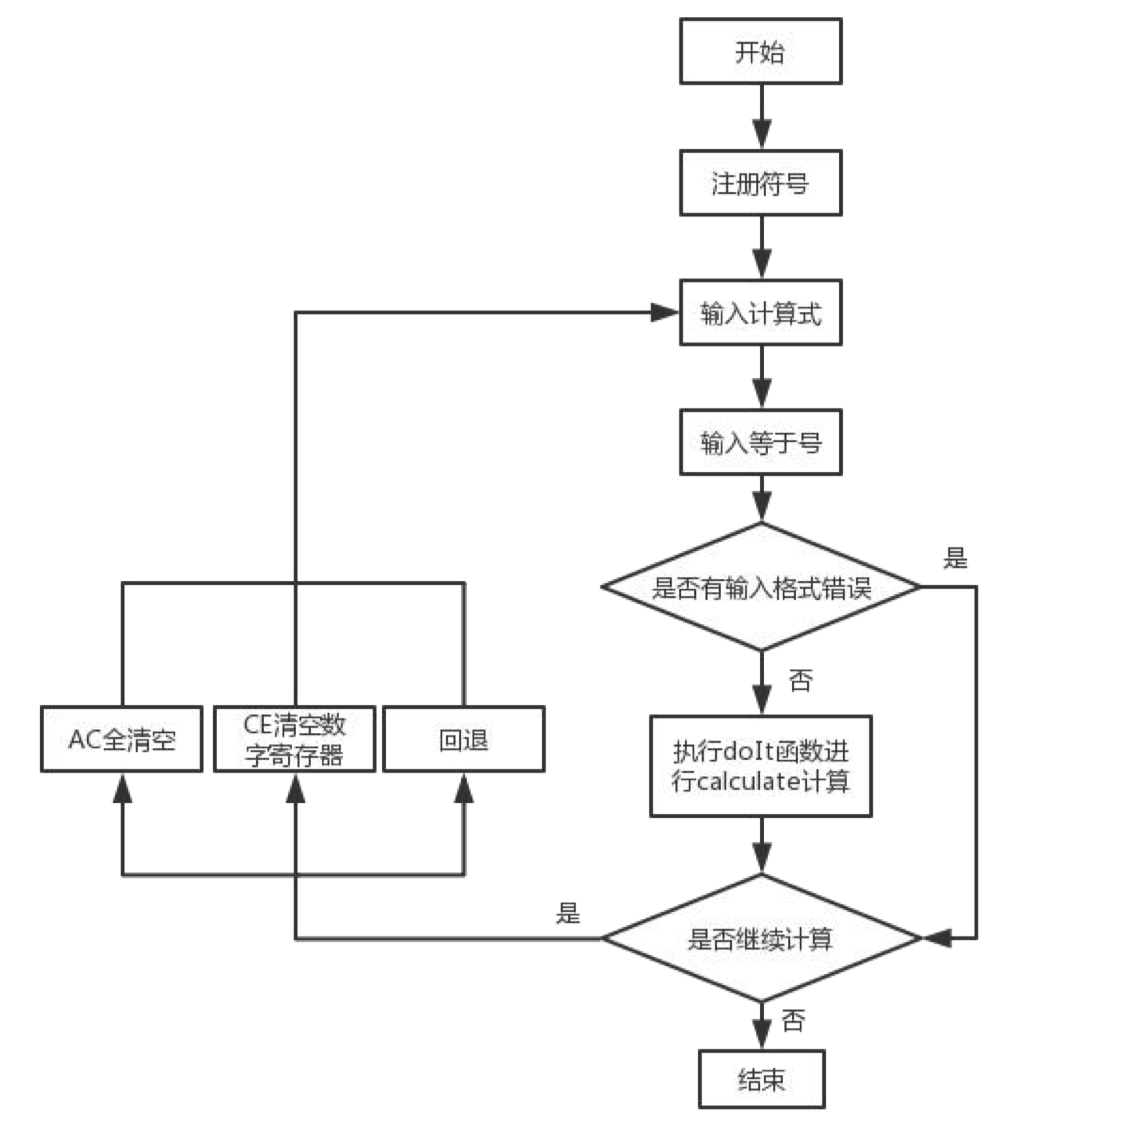 开始
注册符号
输入计算式
输入等于号
是否有输入格式错误
是
否
AC全清空
CE清空数
字寄存器
回退
执行doIt函数进
行calculate计算
是
是否继续计算
否
结束